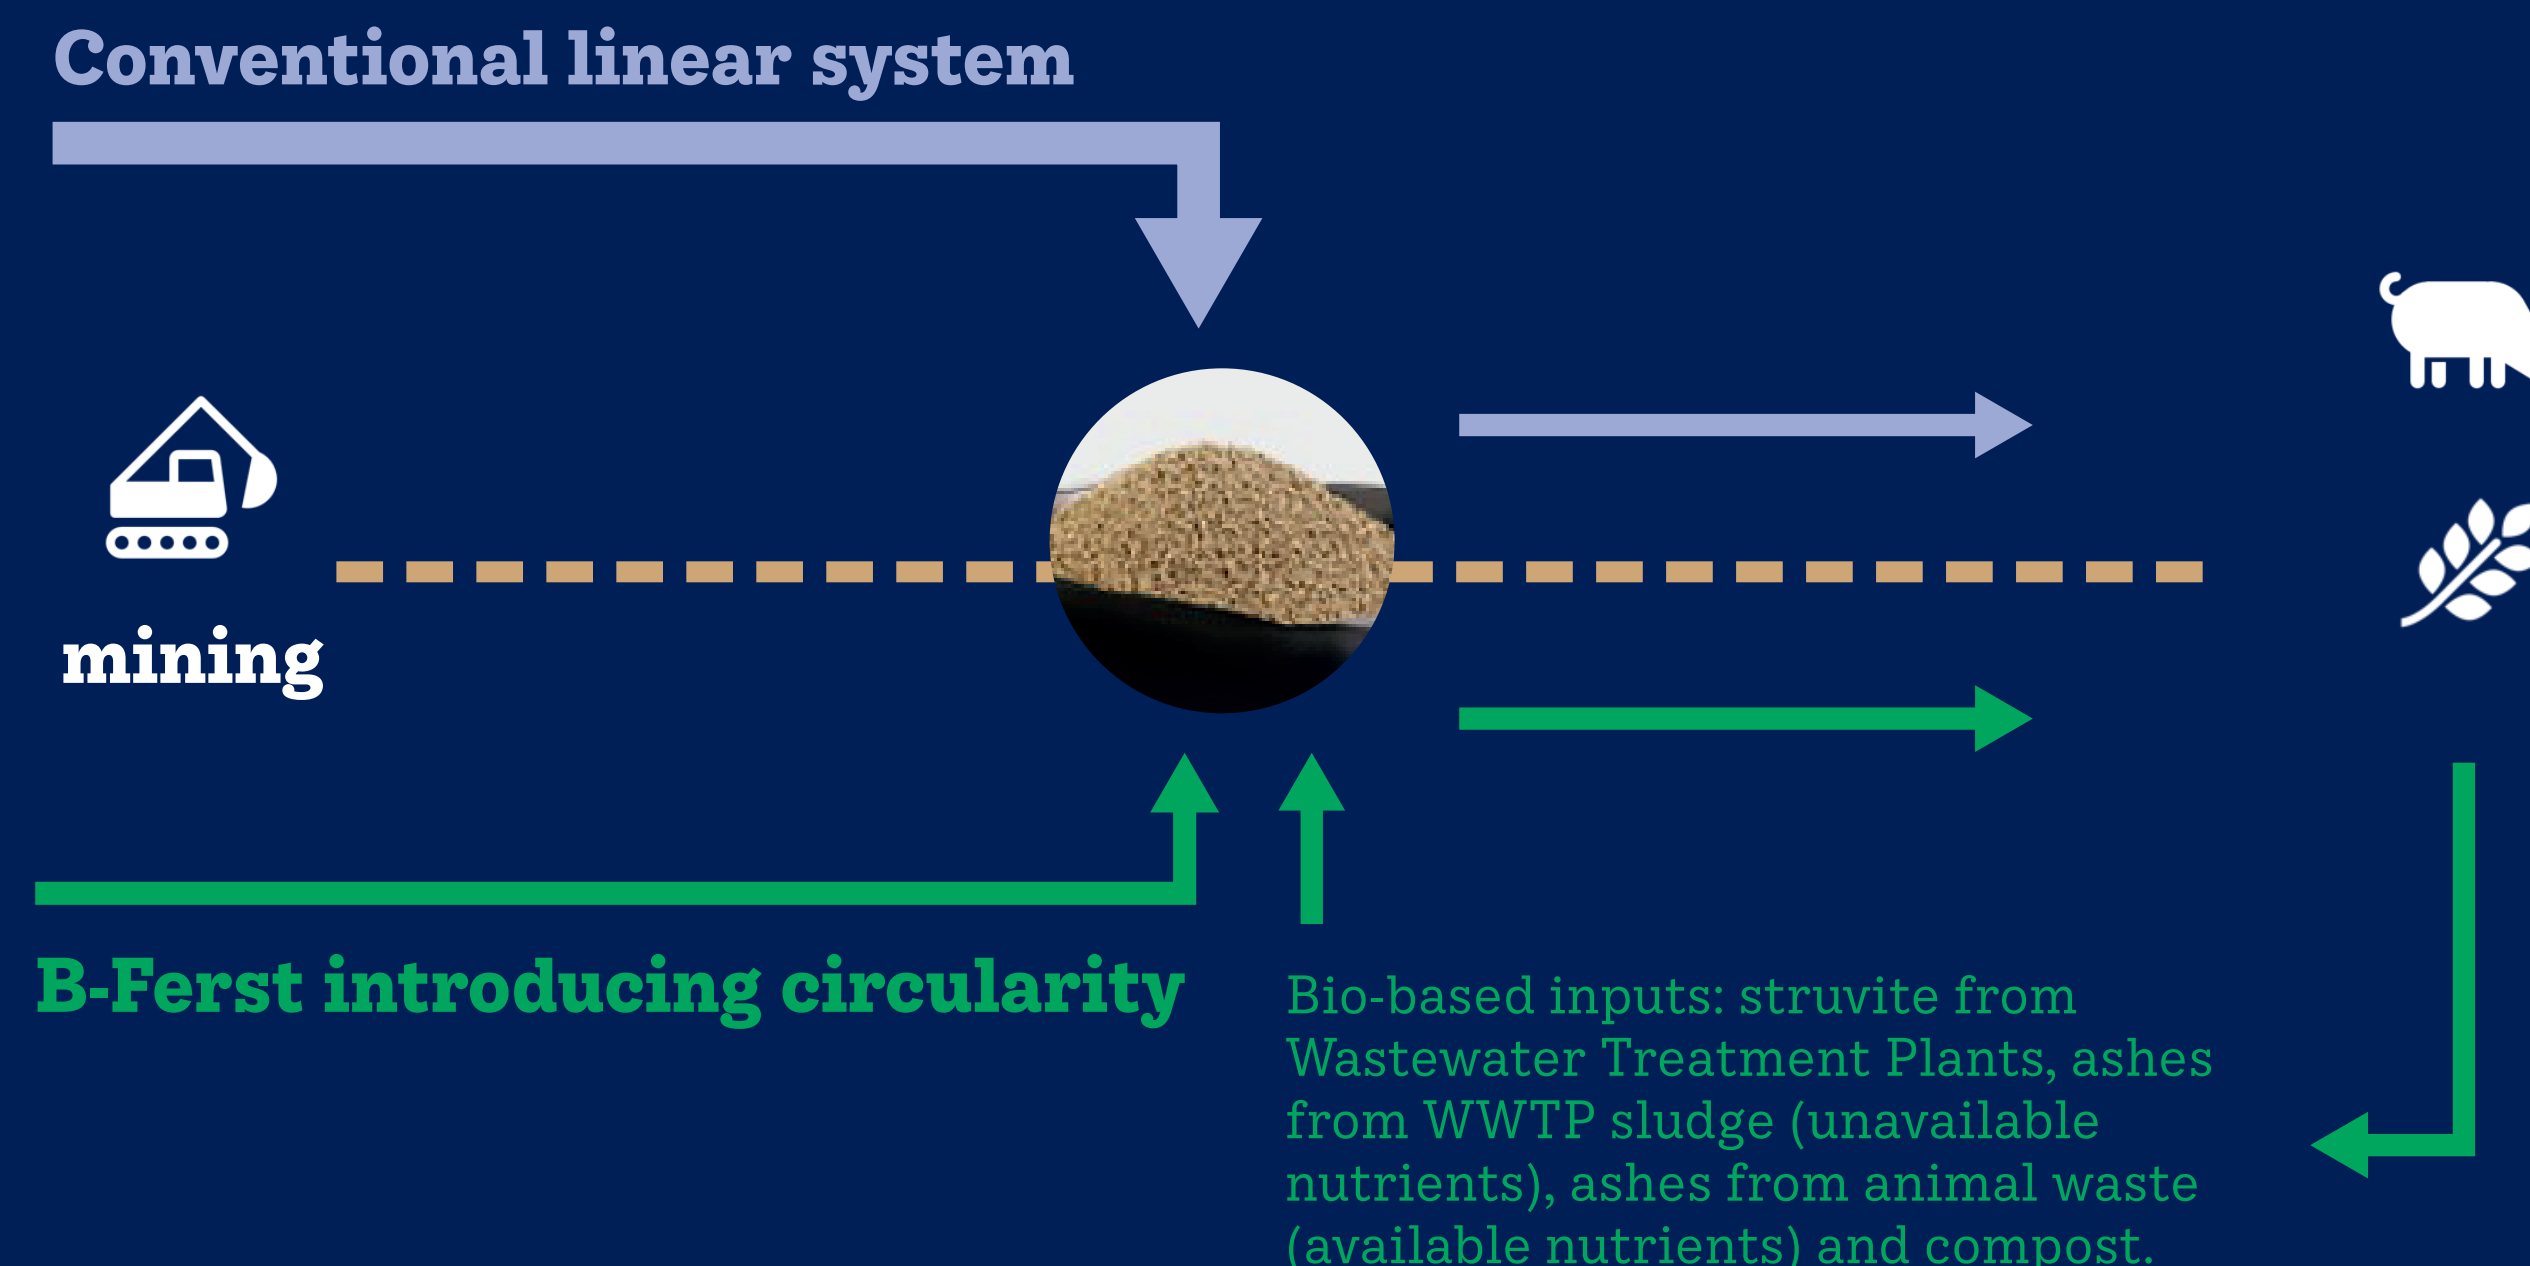 Conventional linear system
mining
B-Ferst introducing circularity
Bio-based inputs: struvite from
Wastewater Treatment Plants, ashes
from WWTP sludge (unavailable
nutrients), ashes from animal waste
(available nutrients) and compost.